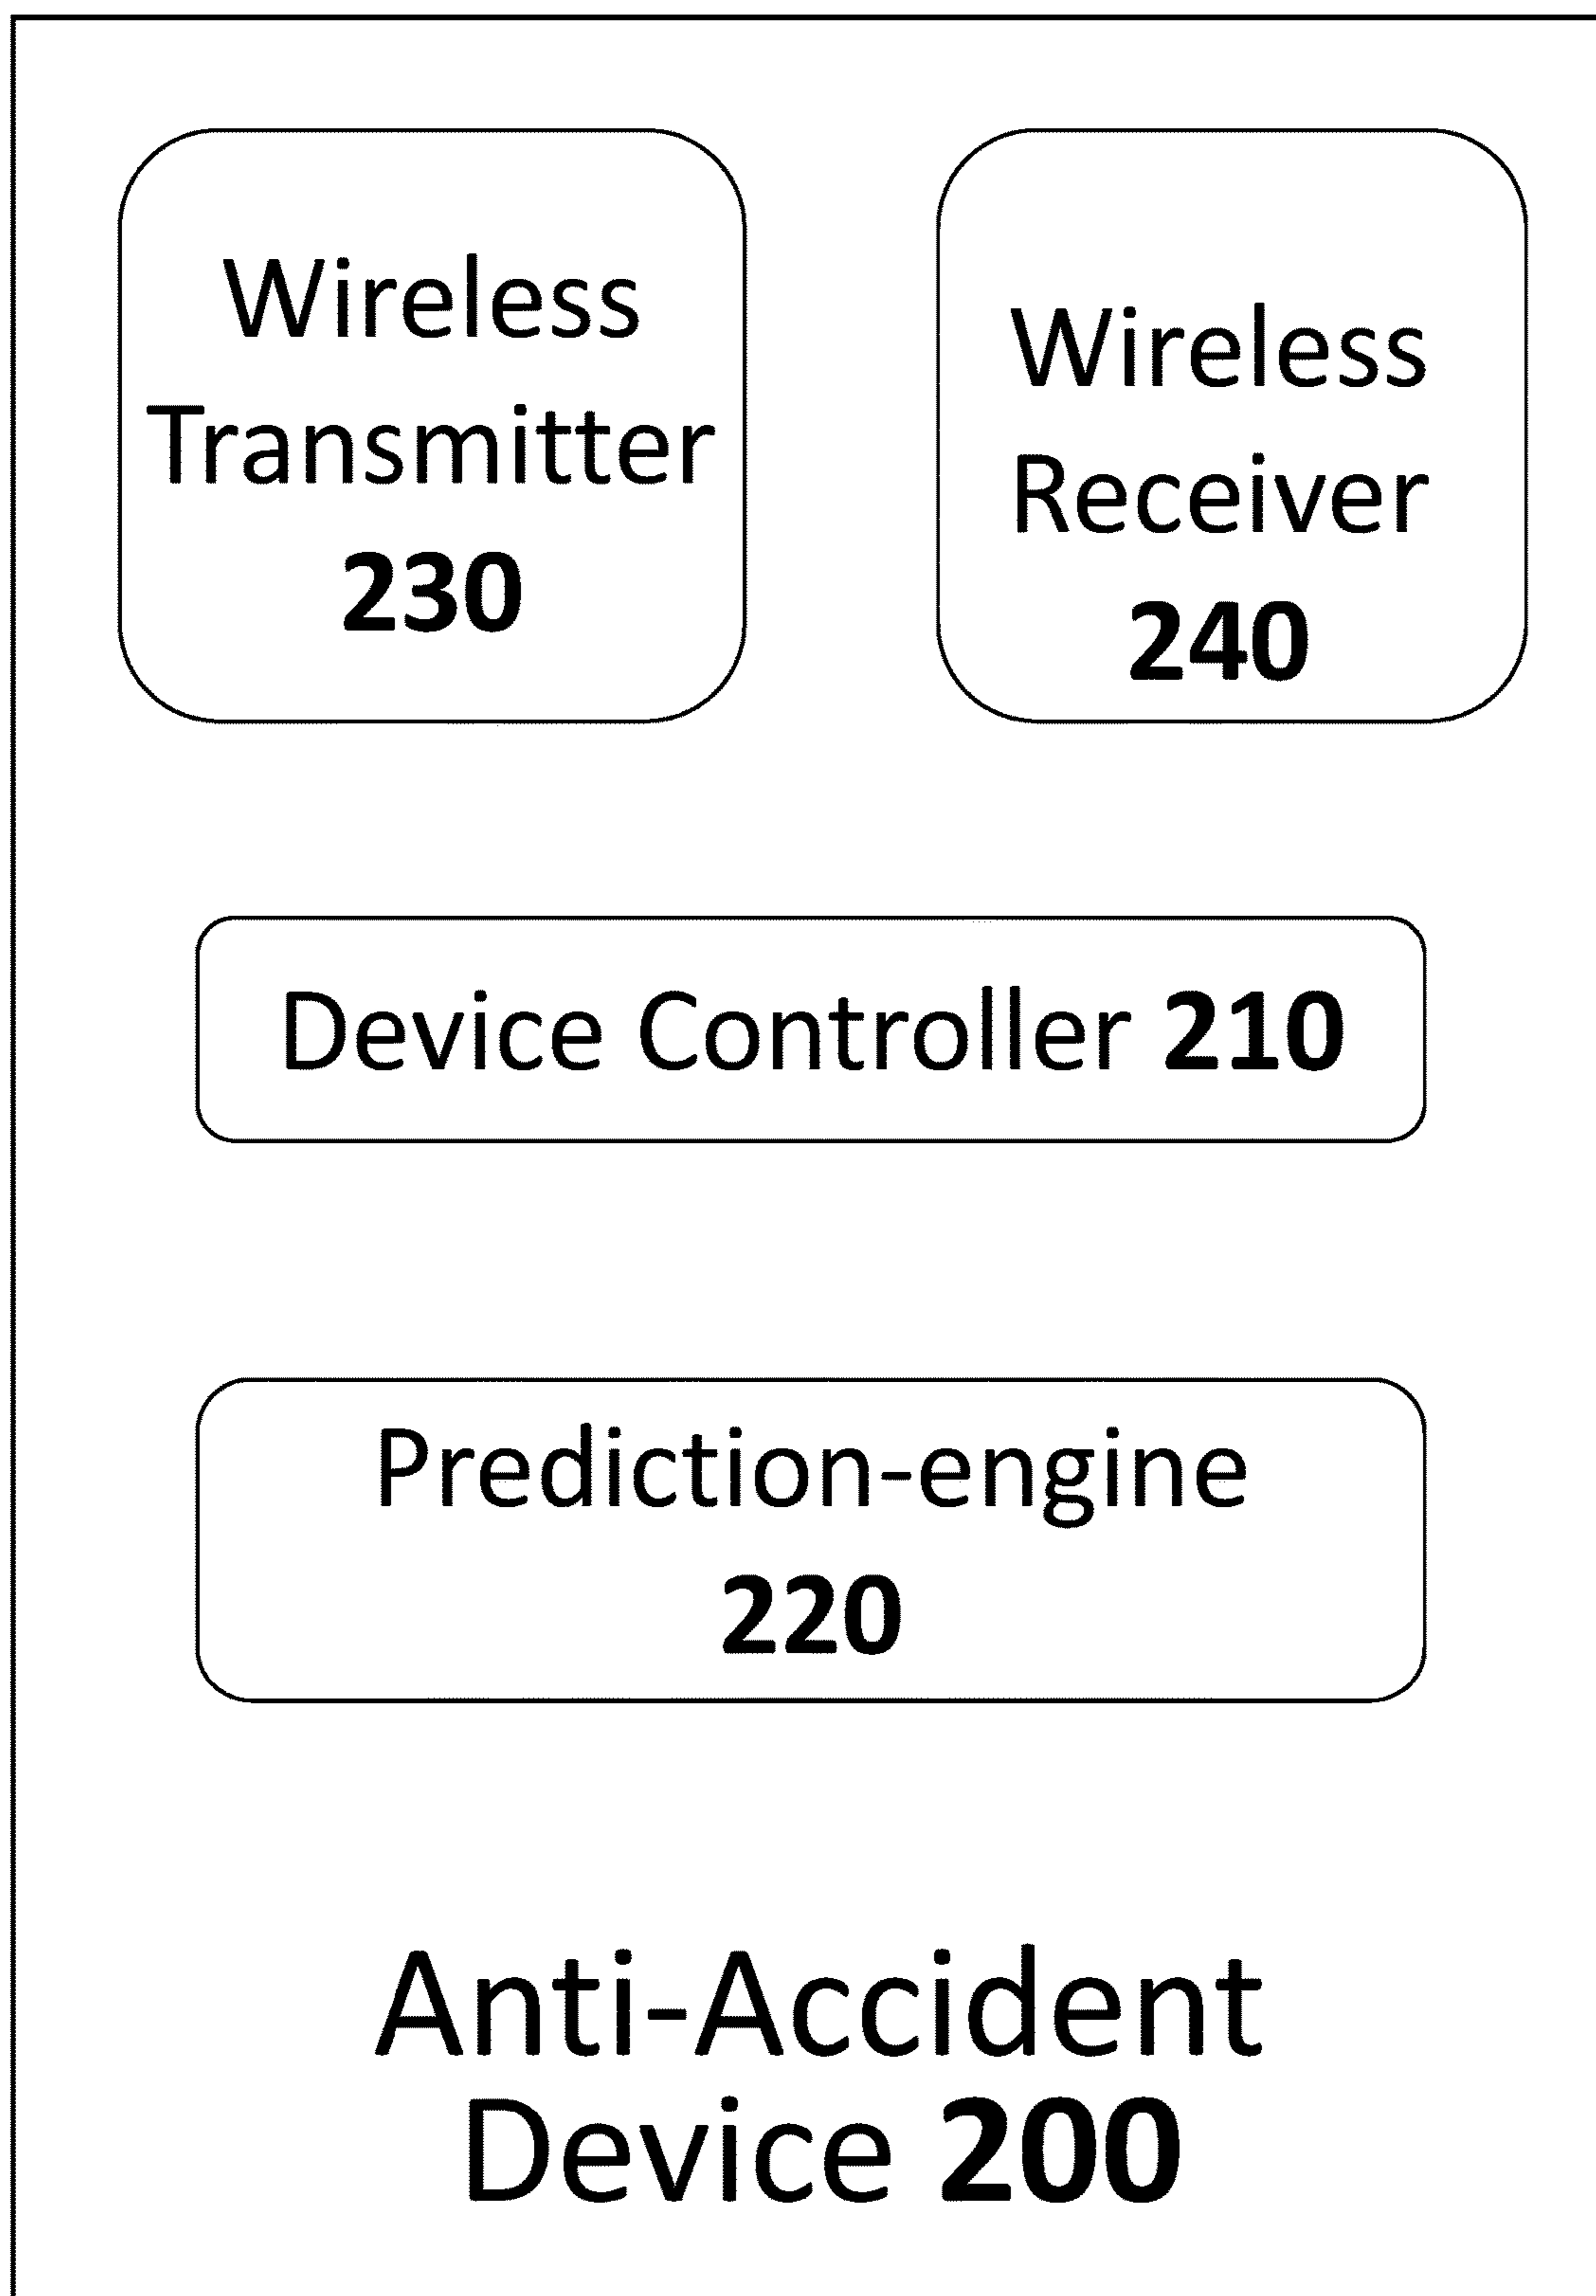 Wireless
Transmitter
230
Wireless
Receiver
240
Device Controller 210
Prediction-engine
220
Anti-Accident
Device 200